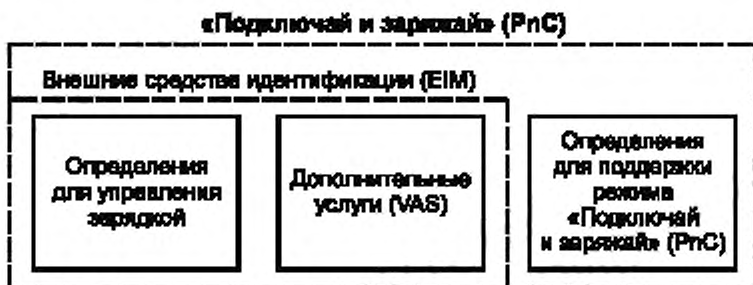 «Подключай и заряжай» (PnC)
Внешние средства идентификации (EIM)
Определения
для управления
зарядкой
Дополнительные
услуги (VAS)
Определения
для поддержки
режима
«Подключай
и заряжай» (PnC)